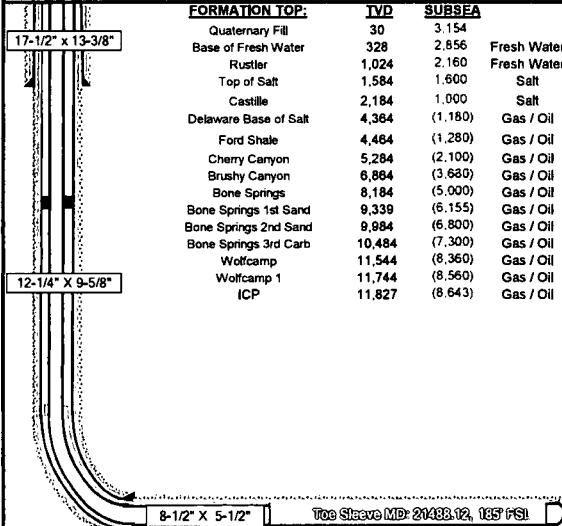 FORMATION TOP: TVD SUBSEA
17-1/2" x 13-3/8"
Quaternary Fill 30 3,154
Base of Fresh Water 328 2,856 Fresh Water
Rustler 1,024 2,160 Fresh Water
Top of Salt 1,584 1,600 Salt
Castille 2,184 1,000 Salt
Delaware Base of Salt 4,364 (1,180) Gas / Oil
Ford Shale 4,464 (1,280) Gas / Oil
Cherry Canyon 5,284 (2,100) Gas / Oil
Brushy Canyon 6,864 (3,680) Gas / Oil
Bone Springs 8,184 (5,000) Gas / Oil
Bone Springs 1st Sand 9,339 (6,155) Gas / Oil
Bone Springs 2nd Sand 9,984 (6,800) Gas / Oil
Bone Springs 3rd Carb 10,484 (7,300) Gas / Oil
Wolfcamp 11,544 (8,360) Gas / Oil
Wolfcamp 1 11,744 (8,560) Gas / Oil
12-1/4" X 9-5/8"
ICP 11,827 (8,643) Gas / Oil
8-1/2" X 5-1/2"
Toe Sleeve MD: 21488.12, 185' FSL